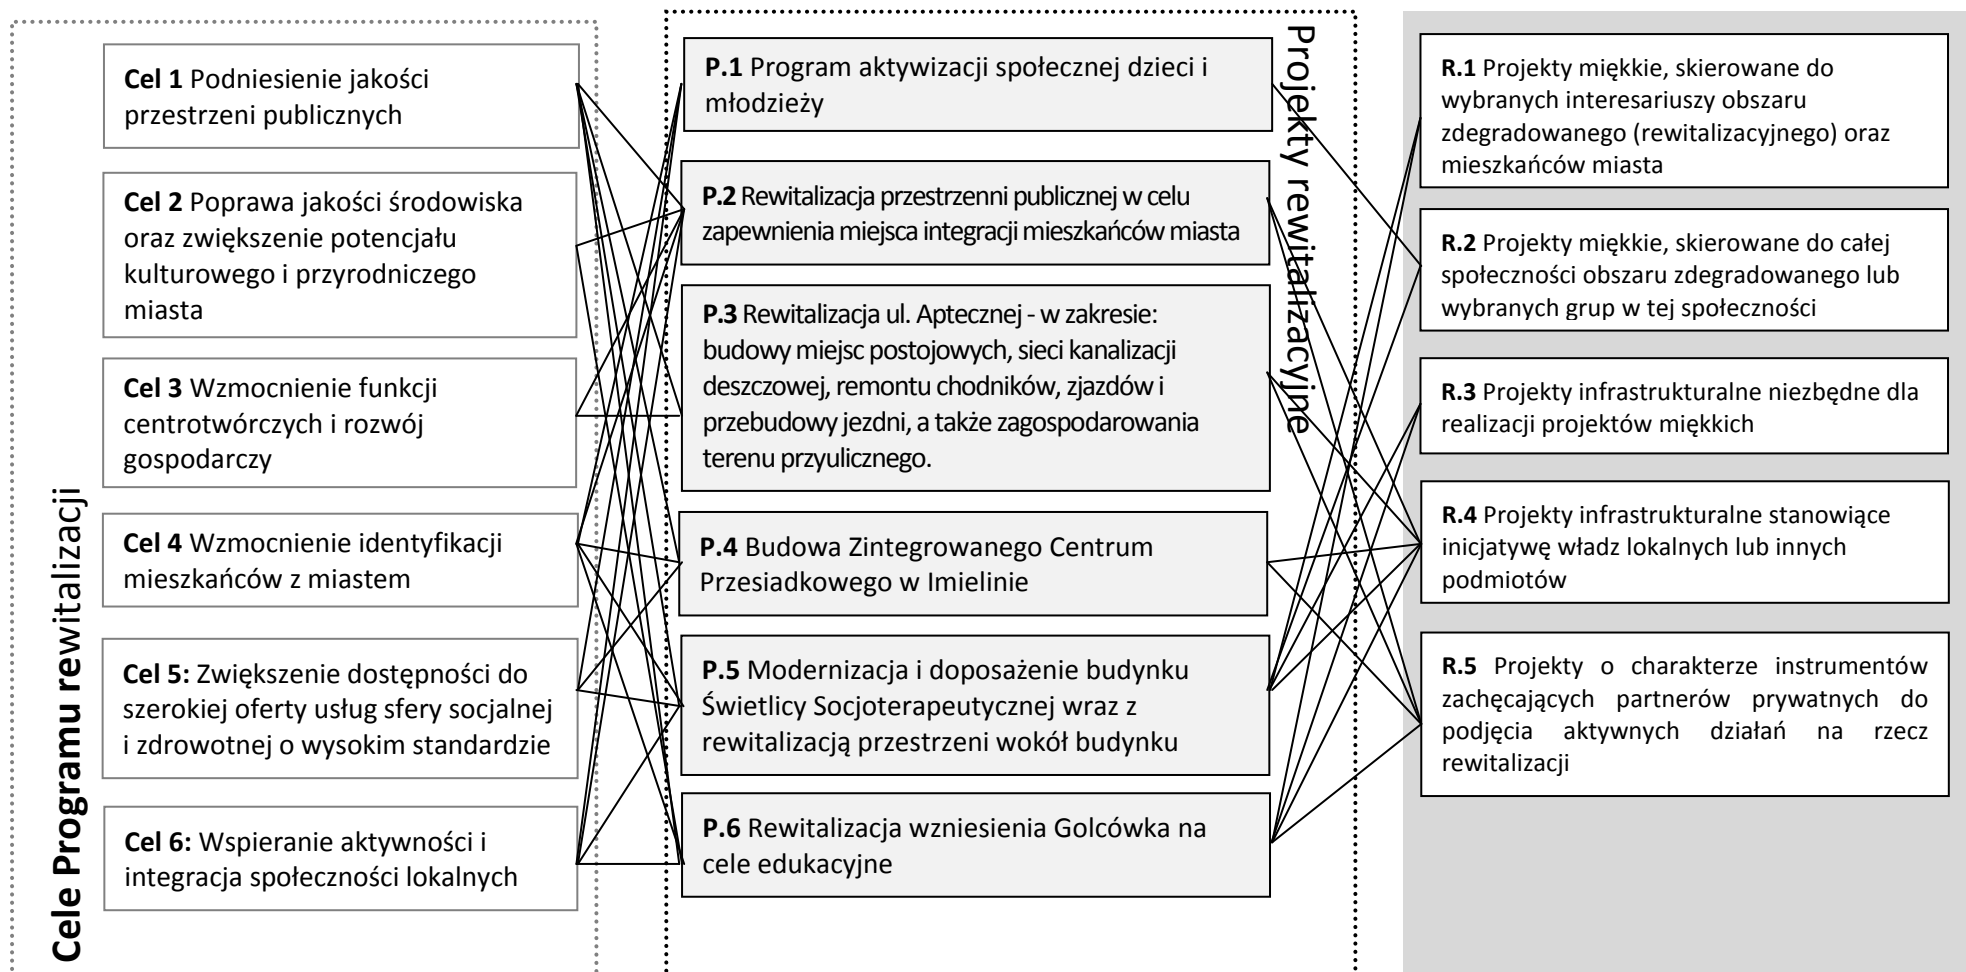 Cele Programu rewitalizacji
Cel 1 Podniesienie jakości
przestrzeni publicznych
Cel 2 Poprawa jakości środowiska
oraz zwiększenie potencjału
kulturowego i przyrodniczego
miasta
Cel 3 Wzmocnienie funkcji
centrotwórczych i rozwój
gospodarczy
Cel 4 Wzmocnienie identyfikacji
mieszkańców z miastem
Cel 5: Zwiększenie dostępności do
szerokiej oferty usług sfery socjalnej
i zdrowotnej o wysokim standardzie
Cel 6: Wspieranie aktywności i
integracja społeczności lokalnych
Projekty rewitalizacyjne
P.1 Program aktywizacji społecznej dzieci i
młodzieży
P.2 Rewitalizacja przestrzenni publicznej w celu
zapewnienia miejsca integracji mieszkańców miasta
P.3 Rewitalizacja ul. Aptecznej - w zakresie:
budowy miejsc postojowych, sieci kanalizacji
deszczowej, remontu chodników, zjazdów i
przebudowy jezdni, a także zagospodarowania
terenu przyulicznego.
P.4 Budowa Zintegrowanego Centrum
Przesiadkowego w Imielinie
P.5 Modernizacja i doposażenie budynku
Świetlicy Socjoterapeutycznej wraz z
rewitalizacją przestrzeni wokół budynku
P.6 Rewitalizacja wzniesienia Golcówka na
cele edukacyjne
R.1 Projekty miękkie, skierowane do
wybranych interesariuszy obszaru
zdegradowanego (rewitalizacyjnego) oraz
mieszkańców miasta
R.2 Projekty miękkie, skierowane do całej
społeczności obszaru zdegradowanego lub
wybranych grup w tej społeczności
R.3 Projekty infrastrukturalne niezbędne dla
realizacji projektów miękkich
R.4 Projekty infrastrukturalne stanowiące
inicjatywę władz lokalnych lub innych
podmiotów
R.5 Projekty o charakterze instrumentów
zachęcających partnerów prywatnych do
podjęcia aktywnych działań na rzecz
rewitalizacji